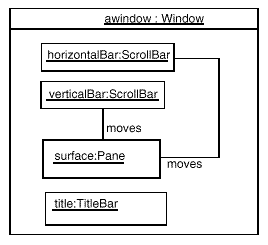 awindow : Window
horizontalBar:ScrollBar
verticalBar:ScrollBar
moves
surface:Pane
moves
title:TitleBar